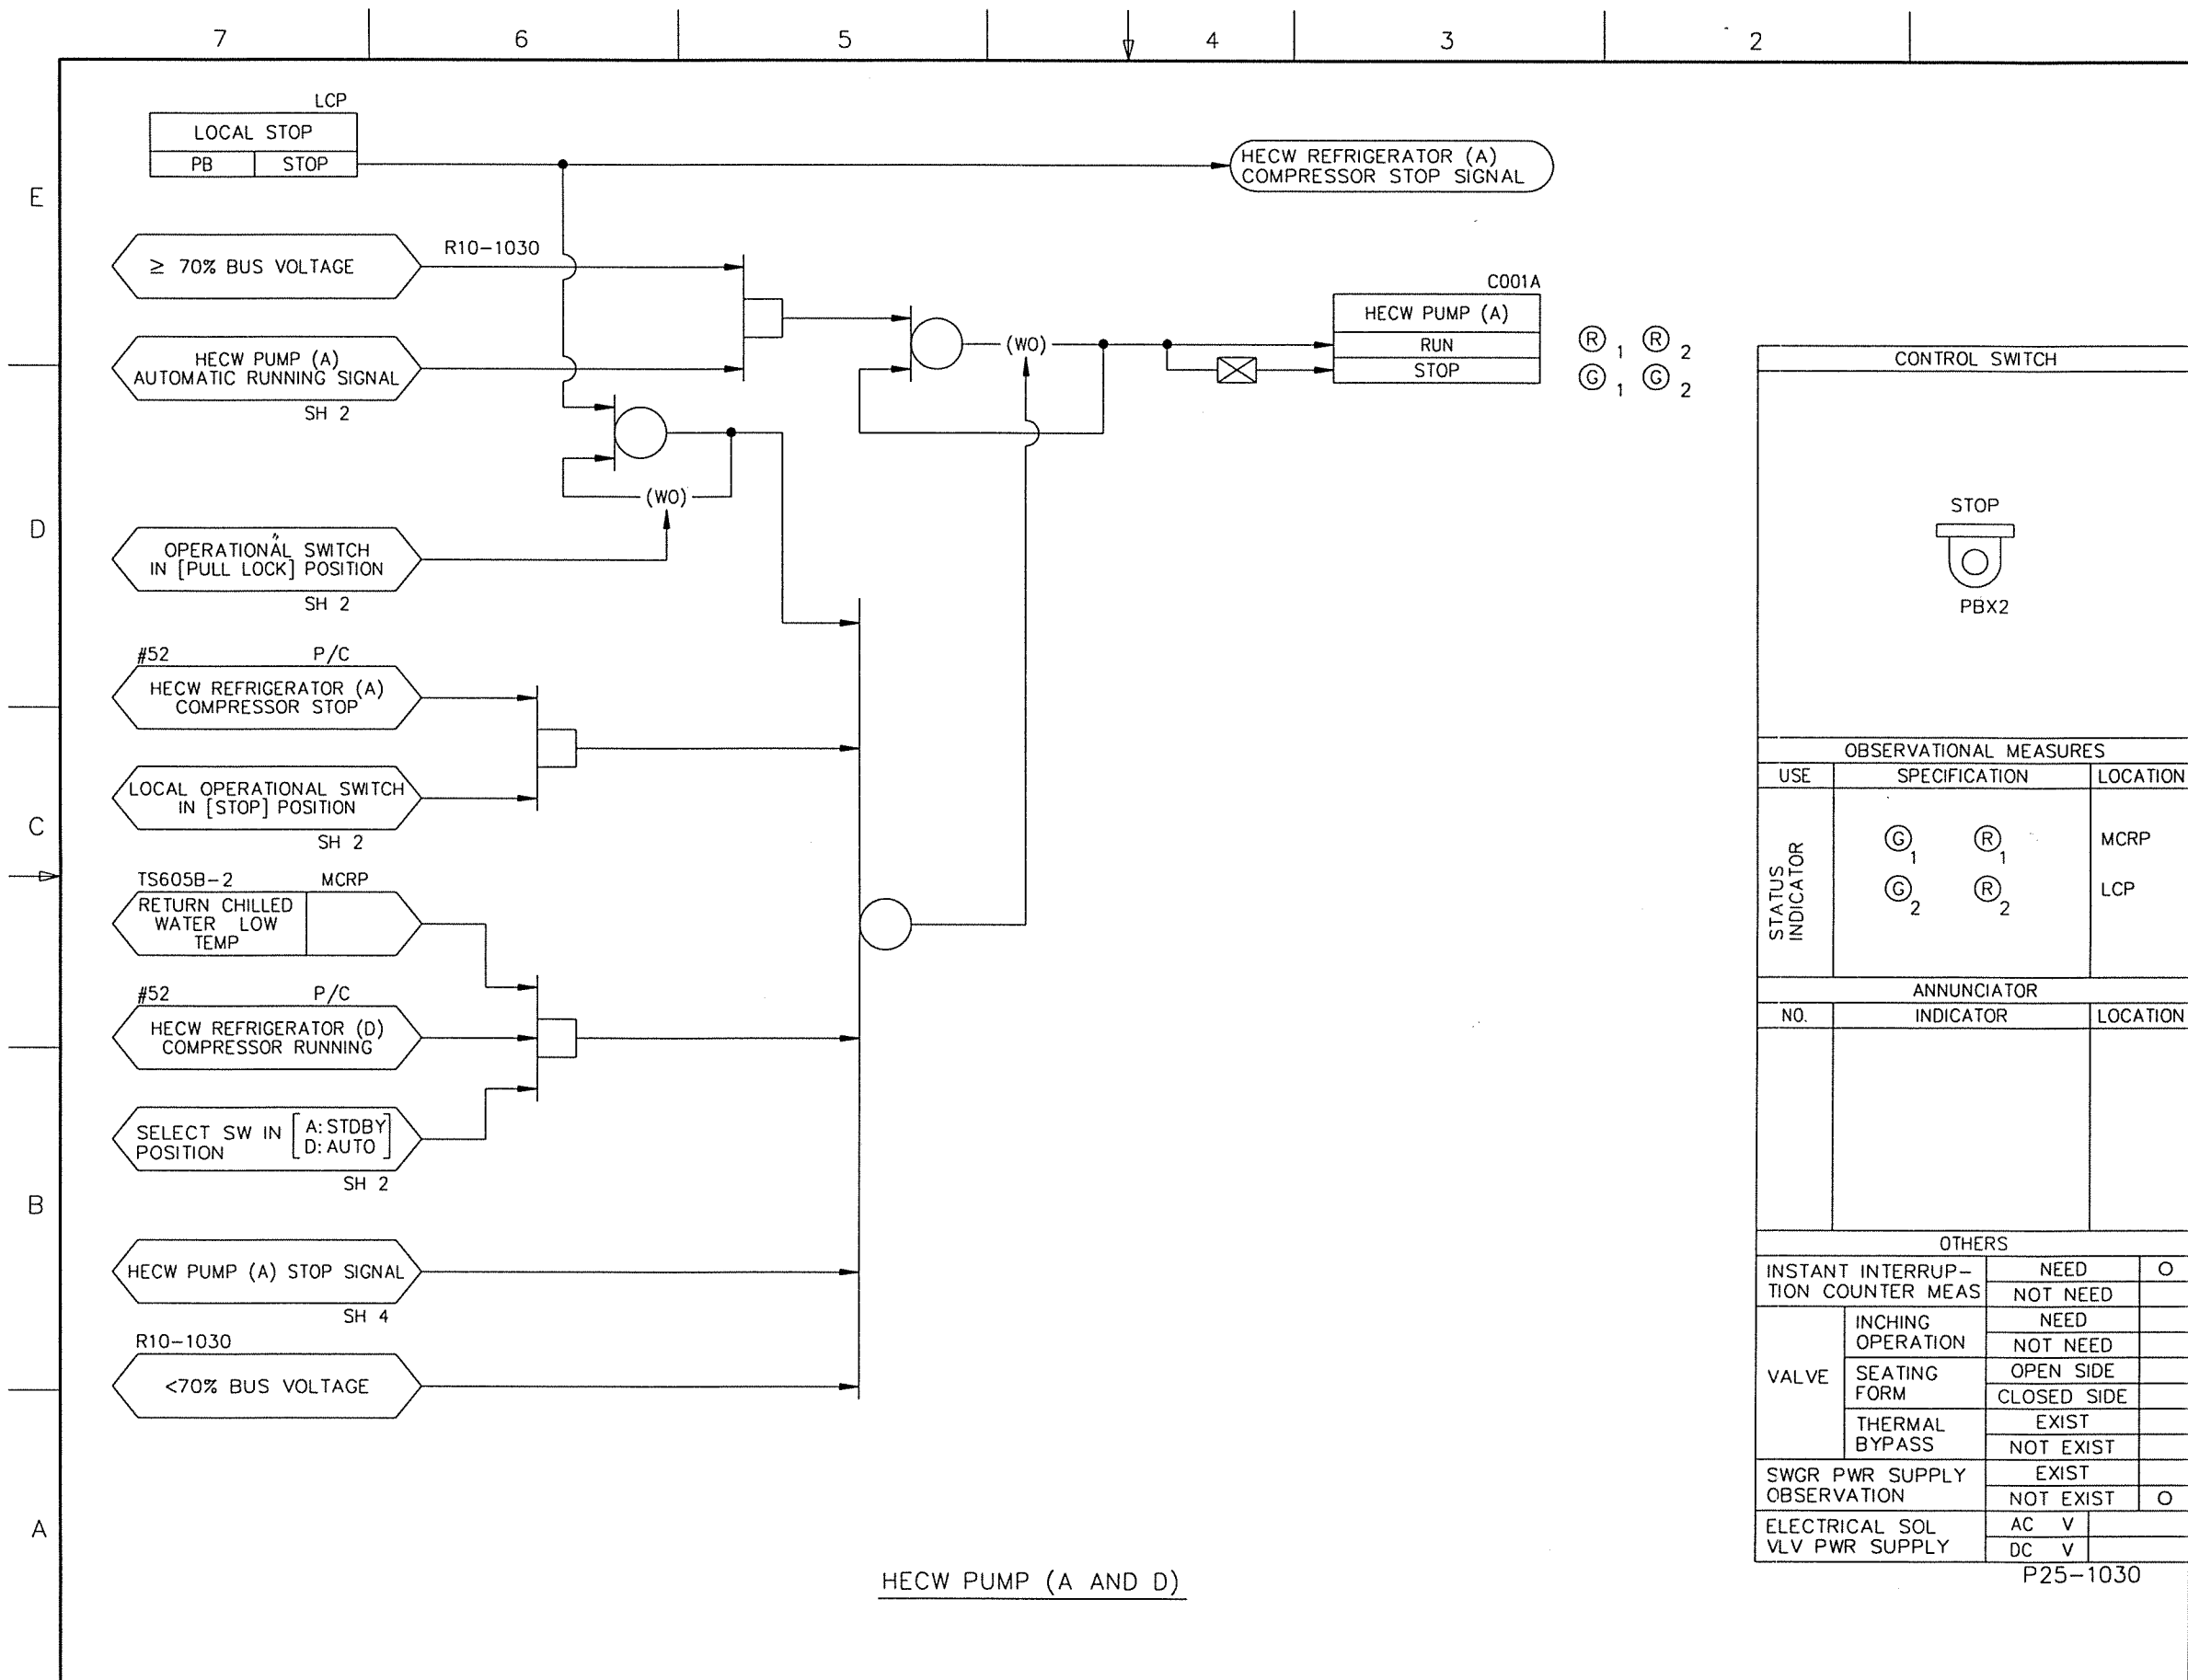 7 6 5 4 3 2
E
D
C
B
A
LCP
LOCAL STOP
PB STOP
HECW REFRIGERATOR (A)
COMPRESSOR STOP SIGNAL
≥ 70% BUS VOLTAGE
R10-1030
HECW PUMP (A)
AUTOMATIC RUNNING SIGNAL
SH 2
(WO)
C001A
HECW PUMP (A)
RUN
STOP
R 1 R 2
G 1 G 2
(WO)
OPERATIONAL SWITCH
IN [PULL LOCK] POSITION
SH 2
#52 P/C
HECW REFRIGERATOR (A)
COMPRESSOR STOP
LOCAL OPERATIONAL SWITCH
IN [STOP] POSITION
SH 2
TS605B-2 MCRP
RETURN CHILLED
WATER LOW
TEMP
#52 P/C
HECW REFRIGERATOR (D)
COMPRESSOR RUNNING
SELECT SW IN [A:STDBY
POSITION D:AUTO]
SH 2
HECW PUMP (A) STOP SIGNAL
SH 4
R10-1030
<70% BUS VOLTAGE
HECW PUMP (A AND D)
CONTROL SWITCH
STOP
PBX2
OBSERVATIONAL MEASURES
USE SPECIFICATION LOCATION
STATUS
INDICATOR
G 1 R 1 MCRP
G 2 R 2 LCP
ANNUNCIATOR
NO. INDICATOR LOCATION
OTHERS
INSTANT INTERRUP-
TION COUNTER MEAS
NEED O
NOT NEED
VALVE
INCHING
OPERATION
NEED
NOT NEED
SEATING
FORM
OPEN SIDE
CLOSED SIDE
THERMAL
BYPASS
EXIST
NOT EXIST
SWGR PWR SUPPLY
OBSERVATION
EXIST
NOT EXIST O
ELECTRICAL SOL
VLV PWR SUPPLY
AC V
DC V
P25-1030